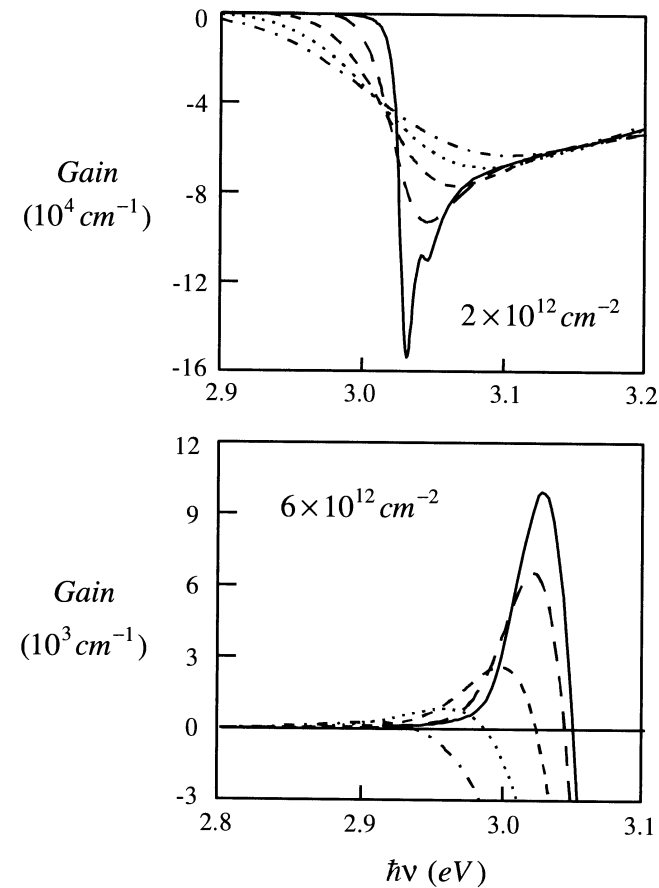 0
-4
Gain
-8
(10⁴ cm⁻¹)
-12
2×10¹² cm⁻²
-16
2.9 3.0 3.1 3.2
12
6×10¹² cm⁻²
9
Gain
6
(10³ cm⁻¹)
3
0
-3
2.8 2.9 3.0 3.1
ħν (eV)